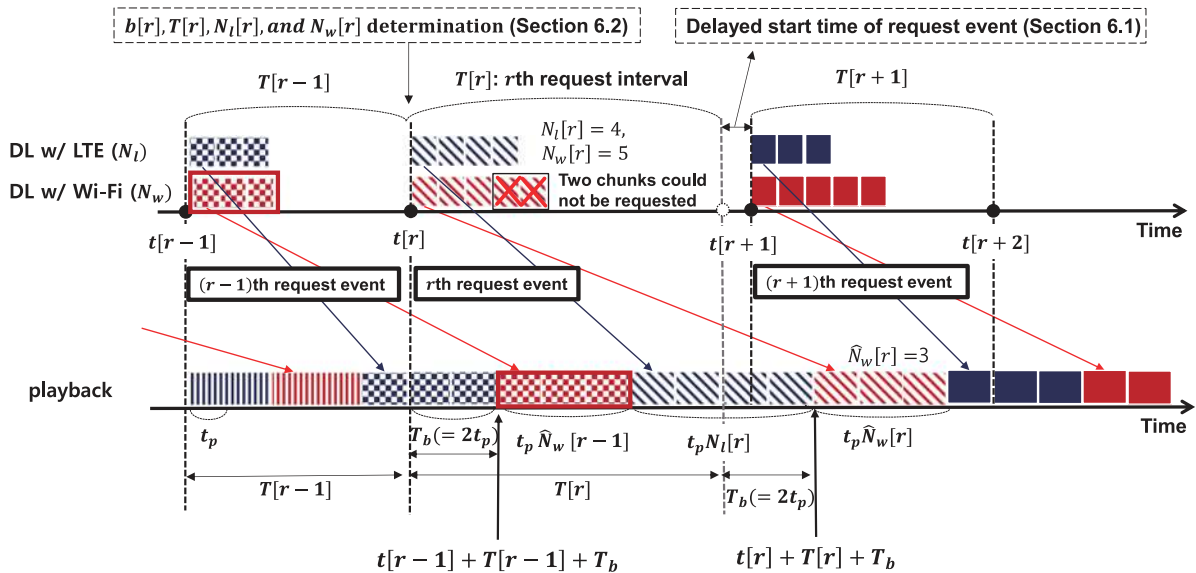 b[r], T[r], N_l[r], and N_w[r] determination (Section 6.2)
Delayed start time of request event (Section 6.1)
T[r − 1]
T[r]: rth request interval
T[r + 1]
DL w/ LTE (N_l)
N_l[r] = 4,
N_w[r] = 5
DL w/ Wi-Fi (N_w)
Two chunks could
not be requested
Time
t[r − 1]
t[r]
t[r + 1]
t[r + 2]
(r − 1)th request event
rth request event
(r + 1)th request event
N̂_w[r] =3
playback
Time
t_p
T_b(= 2t_p)
t_p N̂_w [r − 1]
t_p N_l[r]
t_p N̂_w[r]
T[r − 1]
T[r]
T_b(= 2t_p)
t[r − 1] + T[r − 1] + T_b
t[r] + T[r] + T_b